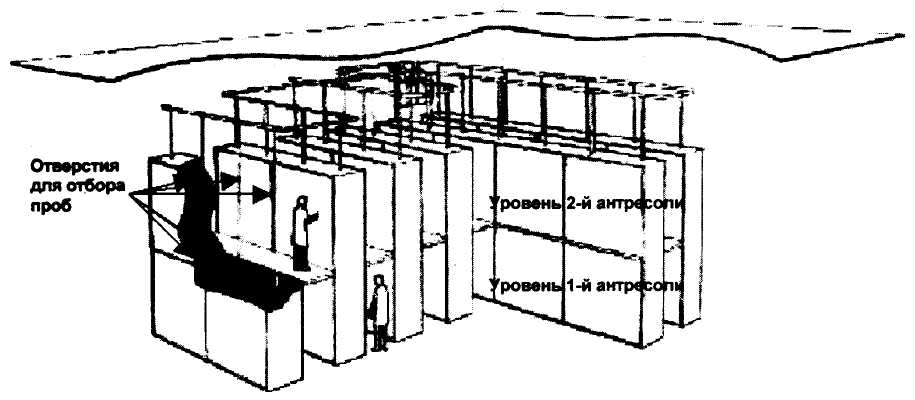 Отверстия
для отбора
проб
Уровень 2-й антресоли
Уровень 1-й антресоли